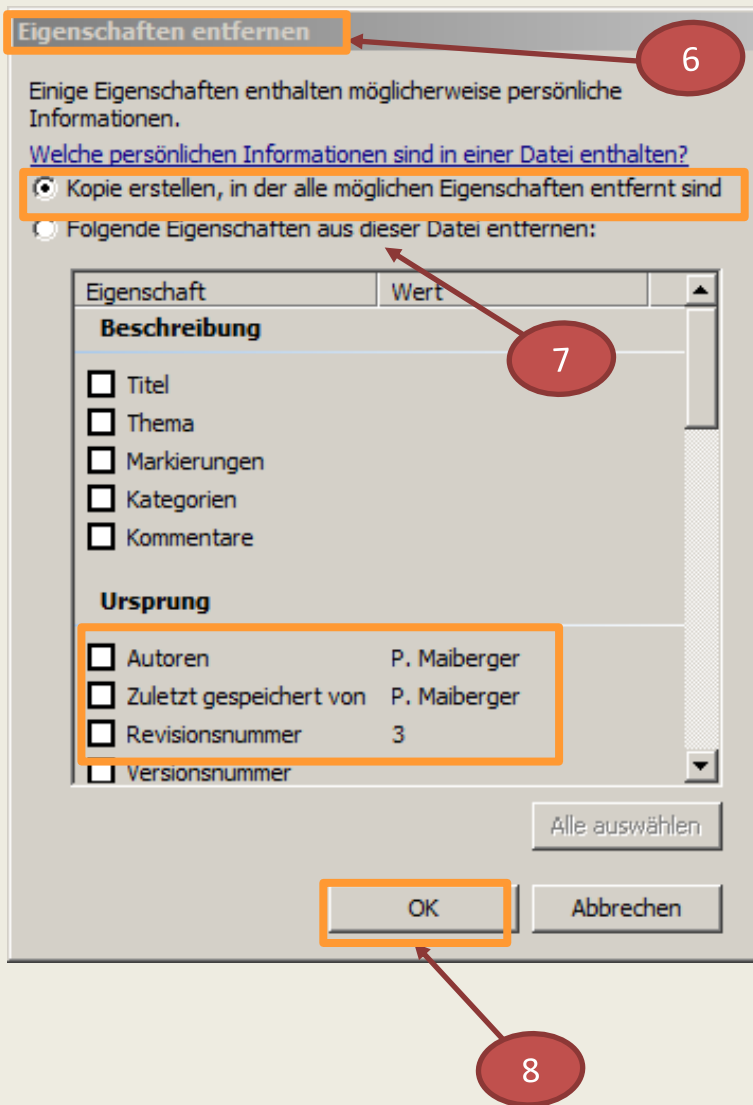 Eigenschaften entfernen
6
Einige Eigenschaften enthalten möglicherweise persönliche
Informationen.
Welche persönlichen Informationen sind in einer Datei enthalten?
Kopie erstellen, in der alle möglichen Eigenschaften entfernt sind
Folgende Eigenschaften aus dieser Datei entfernen:
Eigenschaft Wert
Beschreibung
7
Titel
Thema
Markierungen
Kategorien
Kommentare
Ursprung
Autoren P. Maiberger
Zuletzt gespeichert von P. Maiberger
Revisionsnummer 3
Versionsnummer
Alle auswählen
OK Abbrechen
8